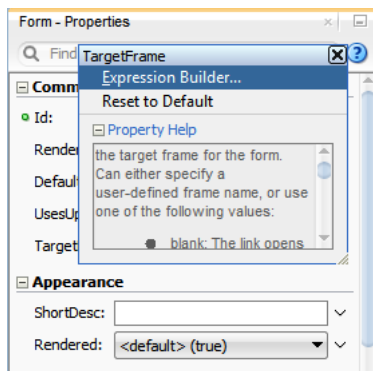 Form - Properties
Find
TargetFrame
Expression Builder...
Reset to Default
Property Help
the target frame for the form.
Can either specify a
user-defined frame name, or use
one of the following values:
blank: The link opens
Comm
Id:
Render
Defaul
UsesUp
Target
Appearance
ShortDesc:
Rendered: <default> (true)